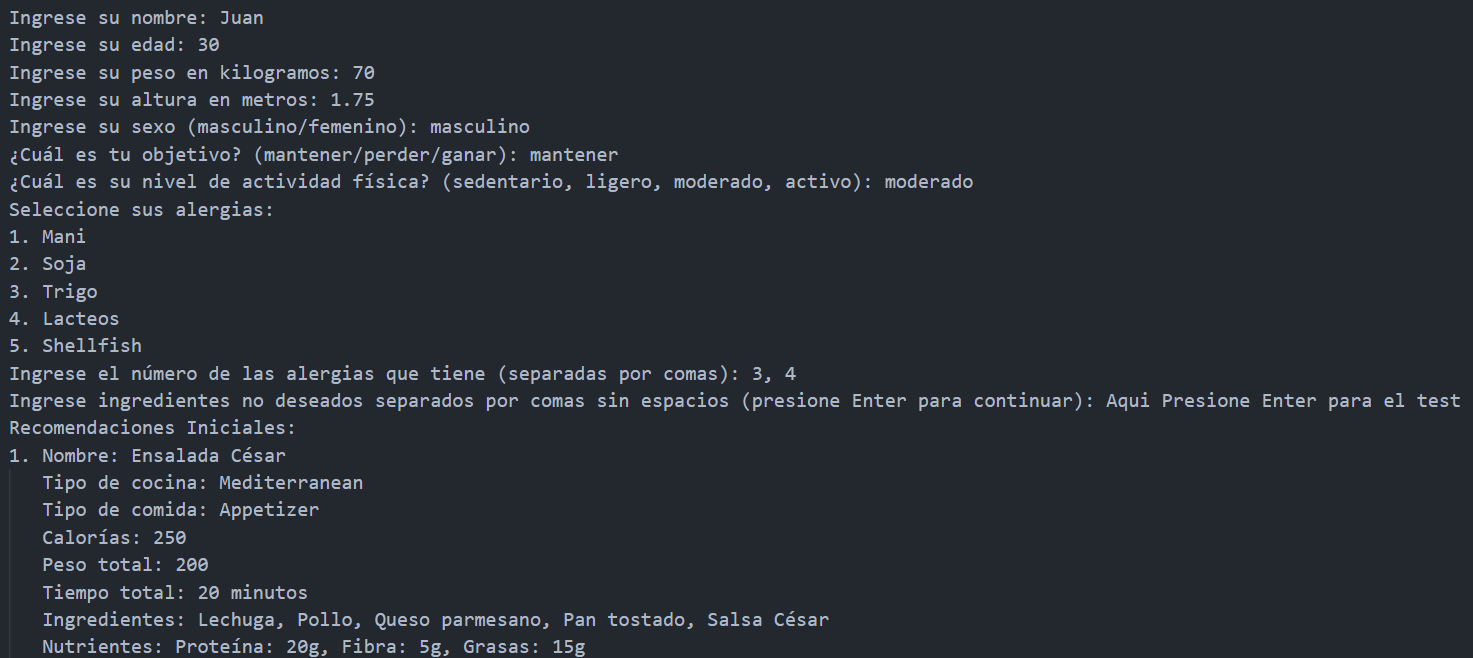 Ingrese su nombre: Juan
Ingrese su edad: 30
Ingrese su peso en kilogramos: 70
Ingrese su altura en metros: 1.75
Ingrese su sexo (masculino/femenino): masculino
¿Cuál es tu objetivo? (mantener/perder/ganar): mantener
¿Cuál es su nivel de actividad física? (sedentario, ligero, moderado, activo): moderado
Seleccione sus alergias:
1. Mani
2. Soja
3. Trigo
4. Lacteos
5. Shellfish
Ingrese el número de las alergias que tiene (separadas por comas): 3, 4
Ingrese ingredientes no deseados separados por comas sin espacios (presione Enter para continuar): Aqui Presione Enter para el test
Recomendaciones Iniciales:
1. Nombre: Ensalada César
Tipo de cocina: Mediterranean
Tipo de comida: Appetizer
Calorías: 250
Peso total: 200
Tiempo total: 20 minutos
Ingredientes: Lechuga, Pollo, Queso parmesano, Pan tostado, Salsa César
Nutrientes: Proteína: 20g, Fibra: 5g, Grasas: 15g